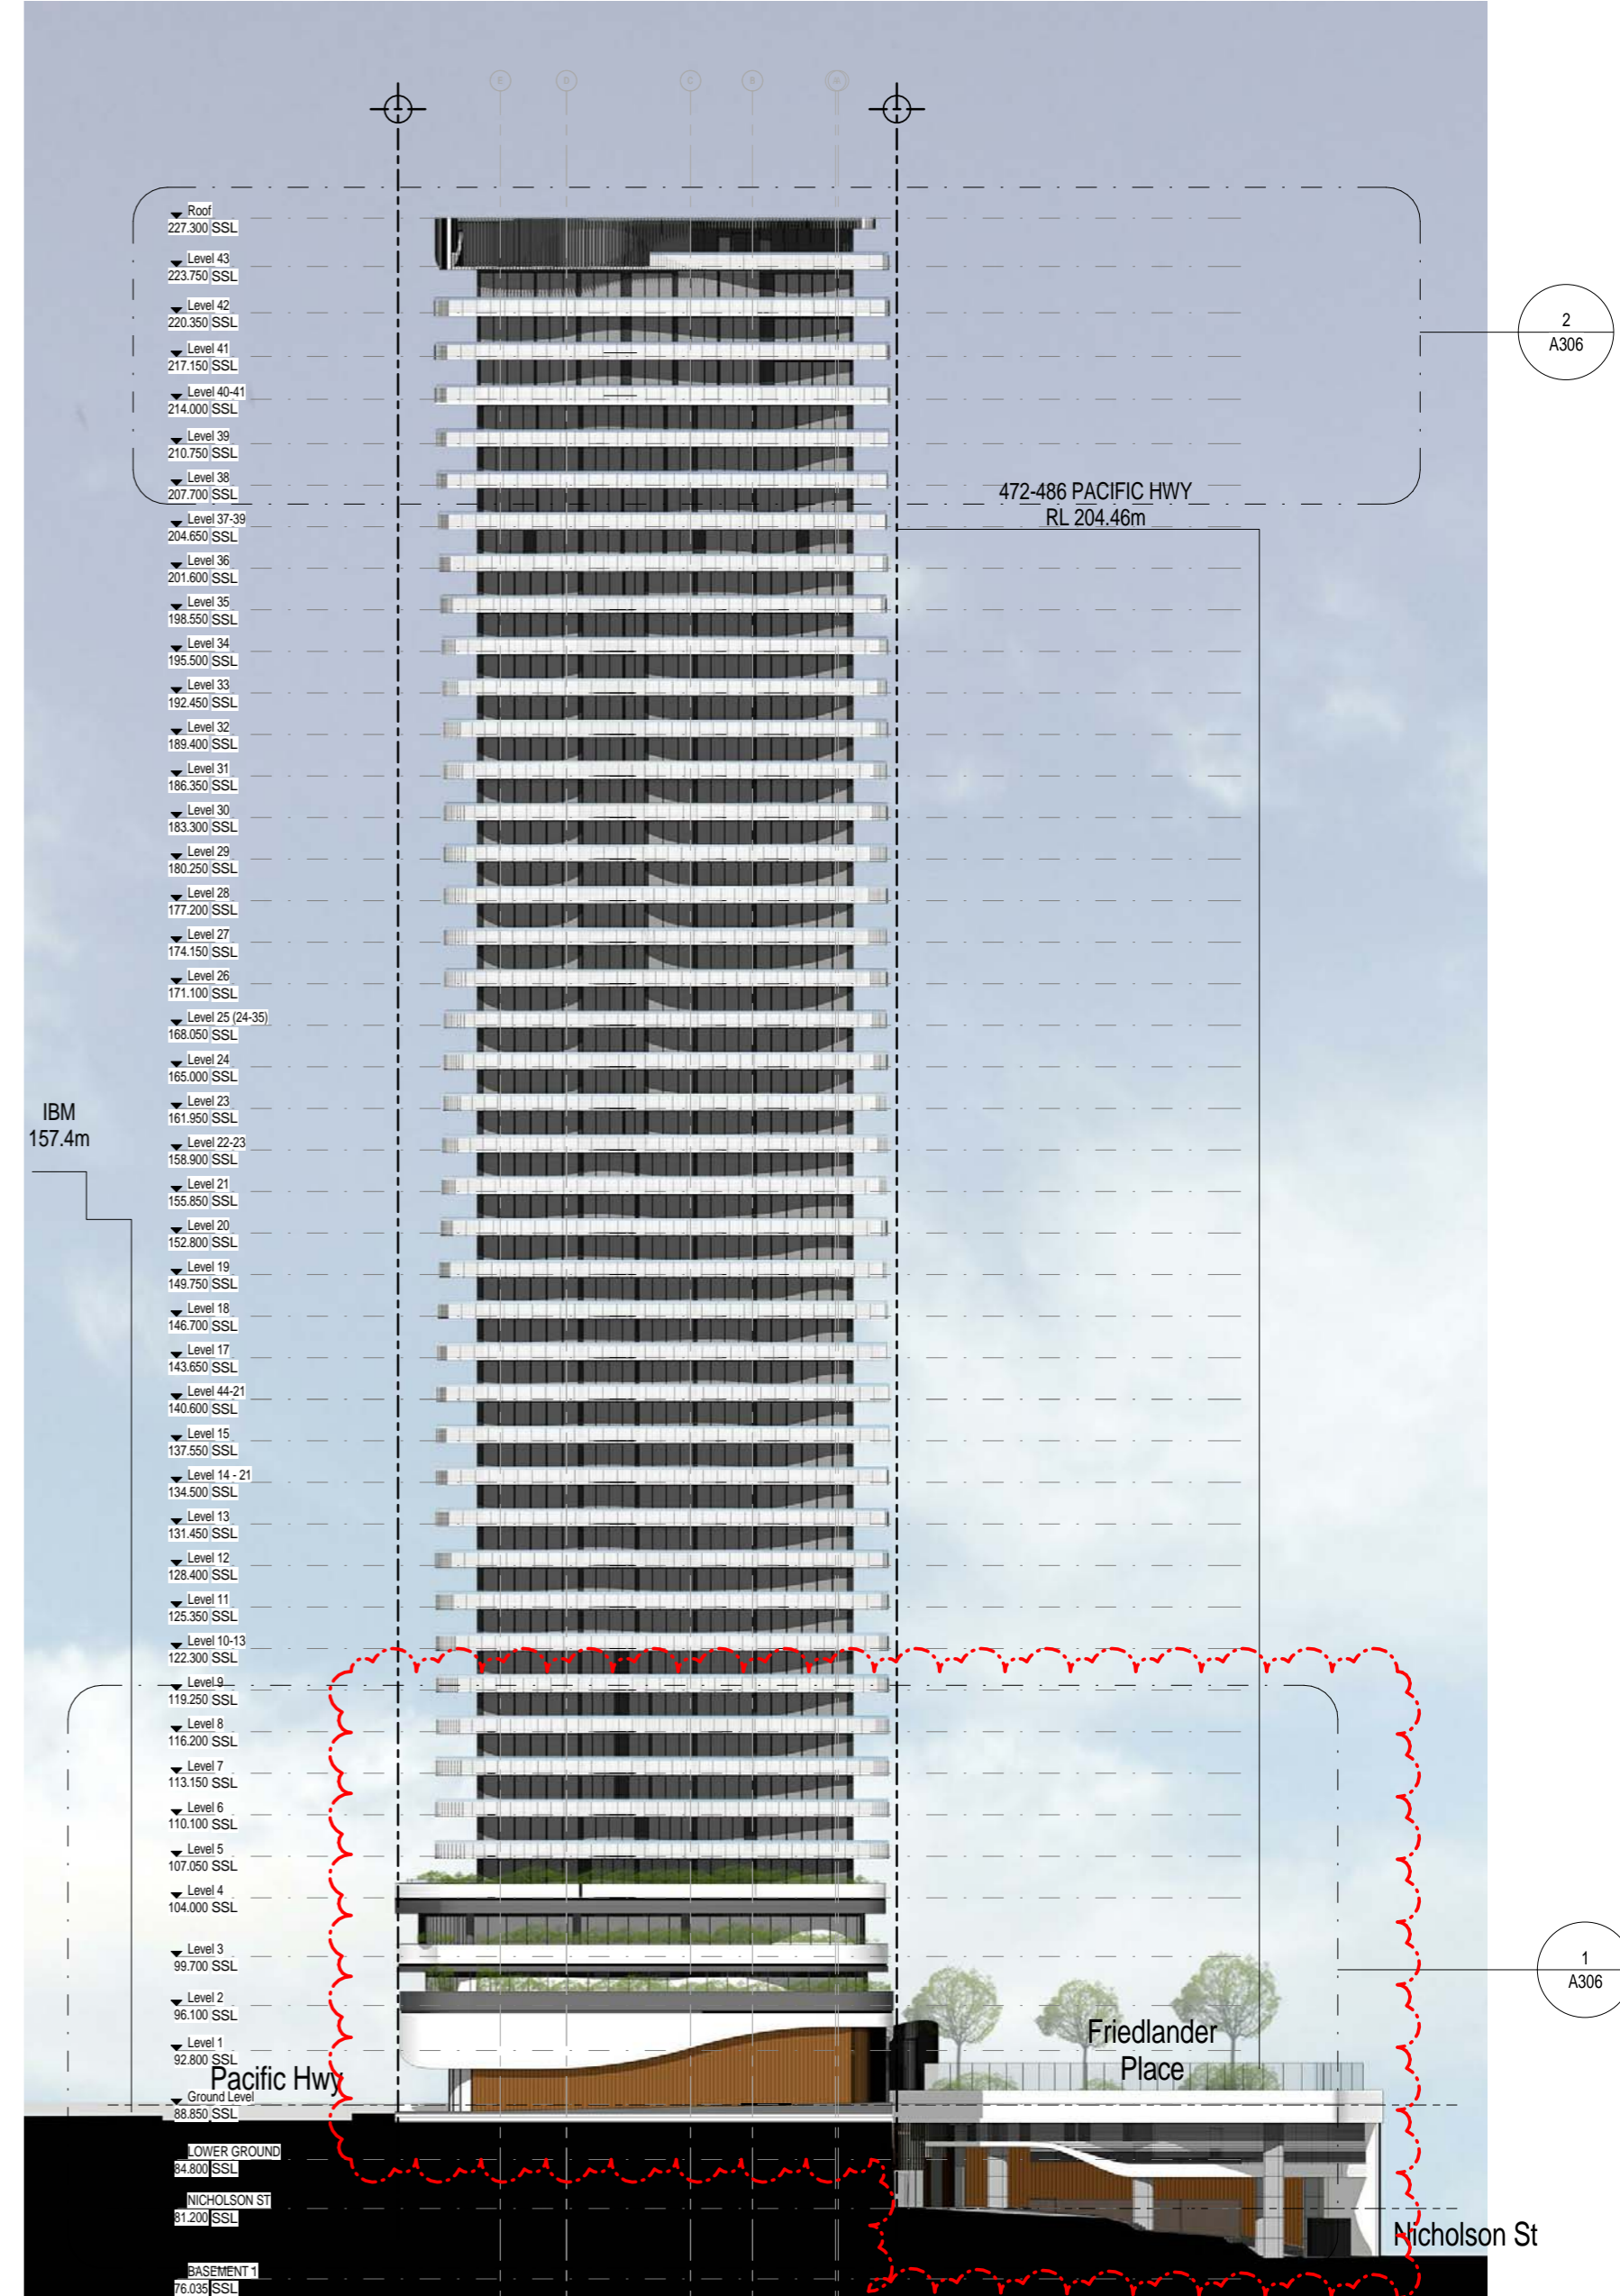 E D C B A
Roof
227.300 SSL
Level 43
223.750 SSL
Level 42
220.350 SSL
2
A306
Level 41
217.150 SSL
Level 40-41
214.000 SSL
Level 39
210.750 SSL
Level 38
207.700 SSL
472-486 PACIFIC HWY
RL 204.46m
Level 37-39
204.650 SSL
Level 36
201.600 SSL
Level 35
198.550 SSL
Level 34
195.500 SSL
Level 33
192.450 SSL
Level 32
189.400 SSL
Level 31
186.350 SSL
Level 30
183.300 SSL
Level 29
180.250 SSL
Level 28
177.200 SSL
Level 27
174.150 SSL
Level 26
171.100 SSL
Level 25 (24-35)
168.050 SSL
Level 24
165.000 SSL
Level 23
161.950 SSL
IBM
157.4m
Level 22-23
158.900 SSL
Level 21
155.850 SSL
Level 20
152.800 SSL
Level 19
149.750 SSL
Level 18
146.700 SSL
Level 17
143.650 SSL
Level 44-21
140.600 SSL
Level 15
137.550 SSL
Level 14 - 21
134.500 SSL
Level 13
131.450 SSL
Level 12
128.400 SSL
Level 11
125.350 SSL
Level 10-13
122.300 SSL
Level 9
119.250 SSL
Level 8
116.200 SSL
Level 7
113.150 SSL
Level 6
110.100 SSL
Level 5
107.050 SSL
Level 4
104.000 SSL
Level 3
99.700 SSL
1
A306
Level 2
96.100 SSL
Level 1
92.800 SSL
Friedlander
Place
Pacific Hwy
Ground Level
88.850 SSL
LOWER GROUND
84.800 SSL
NICHOLSON ST
81.200 SSL
Nicholson St
BASEMENT 1
76.035 SSL